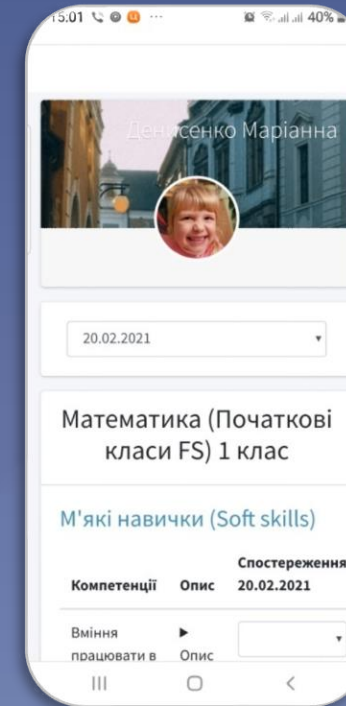 15:01 40%
Денисенко Маріанна
20.02.2021
Математика (Початкові
класи FS) 1 клас
М'які навички (Soft skills)
Спостереження
Компетенції Опис 20.02.2021
Вміння
працювати в
Опис